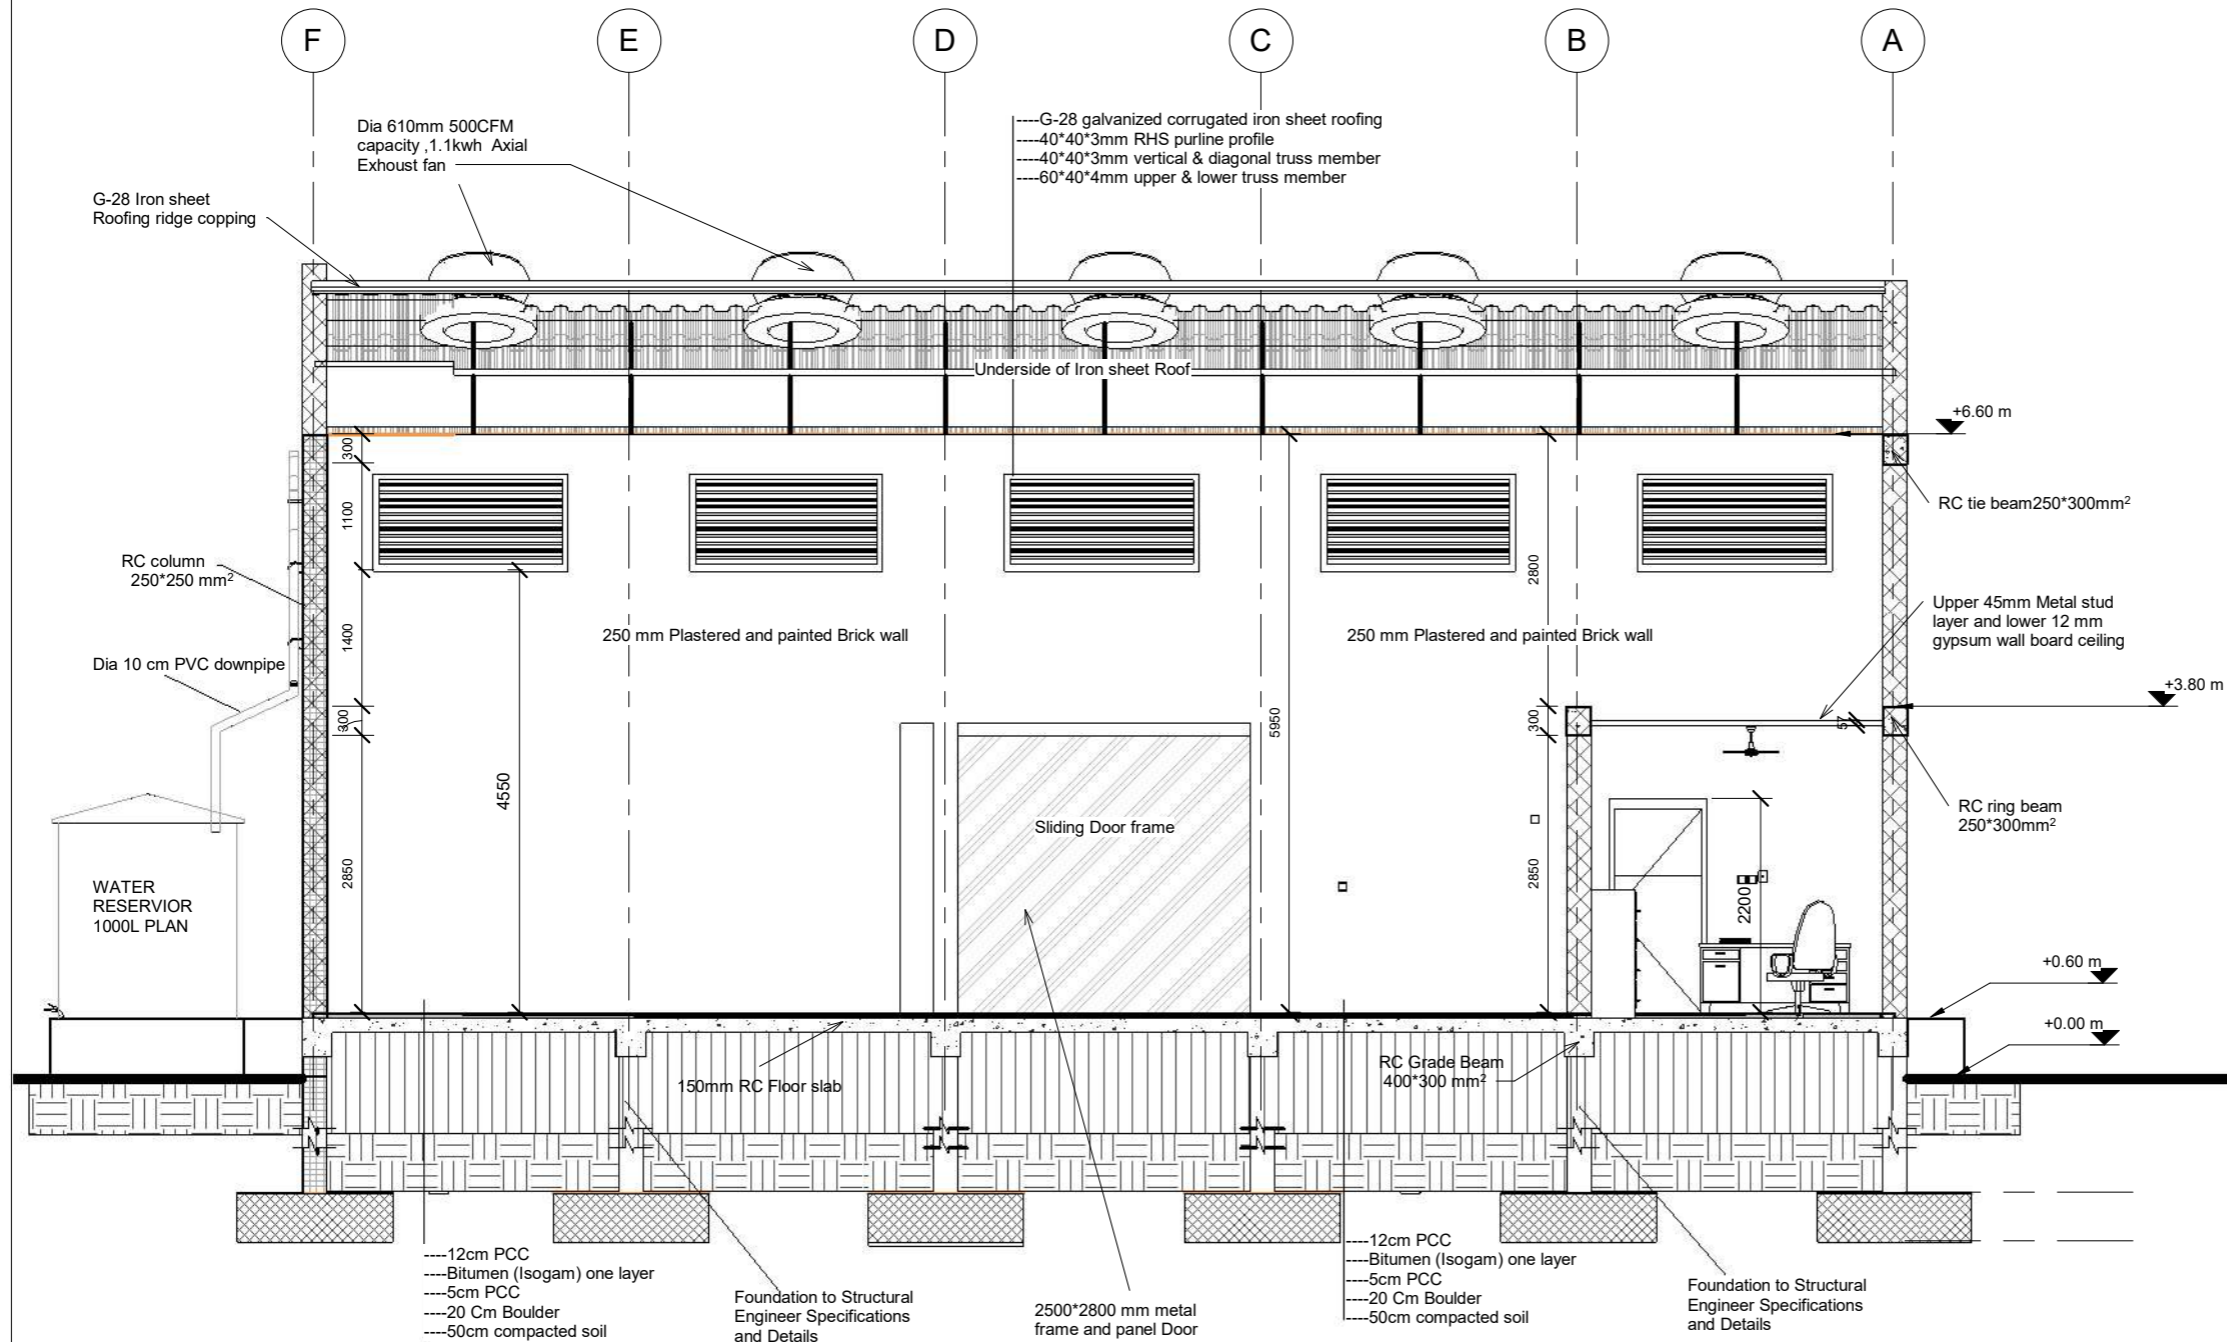 F
E
D
C
B
A
Dia 610mm 500CFM
capacity ,1.1kwh Axial
Exhoust fan
----G-28 galvanized corrugated iron sheet roofing
----40*40*3mm RHS purline profile
----40*40*3mm vertical & diagonal truss member
----60*40*4mm upper & lower truss member
G-28 Iron sheet
Roofing ridge copping
Underside of Iron sheet Roof
+6.60 m
300
1100
1400
300
2850
4550
5950
2800
300
2850
57
2200
RC tie beam250*300mm²
RC column
250*250 mm²
250 mm Plastered and painted Brick wall
250 mm Plastered and painted Brick wall
Upper 45mm Metal stud
layer and lower 12 mm
gypsum wall board ceiling
Dia 10 cm PVC downpipe
+3.80 m
Sliding Door frame
RC ring beam
250*300mm²
WATER
RESERVIOR
1000L PLAN
+0.60 m
+0.00 m
150mm RC Floor slab
RC Grade Beam
400*300 mm²
----12cm PCC
----Bitumen (Isogam) one layer
----5cm PCC
----20 Cm Boulder
----50cm compacted soil
Foundation to Structural
Engineer Specifications
and Details
2500*2800 mm metal
frame and panel Door
----12cm PCC
----Bitumen (Isogam) one layer
----5cm PCC
----20 Cm Boulder
----50cm compacted soil
Foundation to Structural
Engineer Specifications
and Details